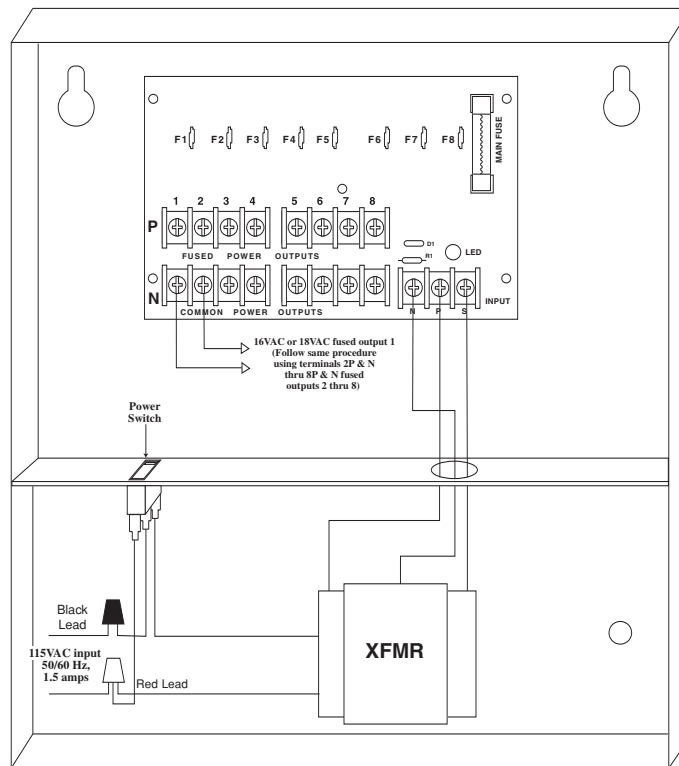 F1 F2 F3 F4 F5 F6 F7 F8
MAIN FUSE
1 2 3 4 5 6 7 8
P
FUSED POWER OUTPUTS
D1
R1
LED
N
COMMON POWER OUTPUTS
N P S
INPUT
16VAC or 18VAC fused output 1
(Follow same procedure
using terminals 2P & N
thru 8P & N fused
outputs 2 thru 8)
Power
Switch
Black
Lead
115VAC input
50/60 Hz,
1.5 amps
Red Lead
XFMR